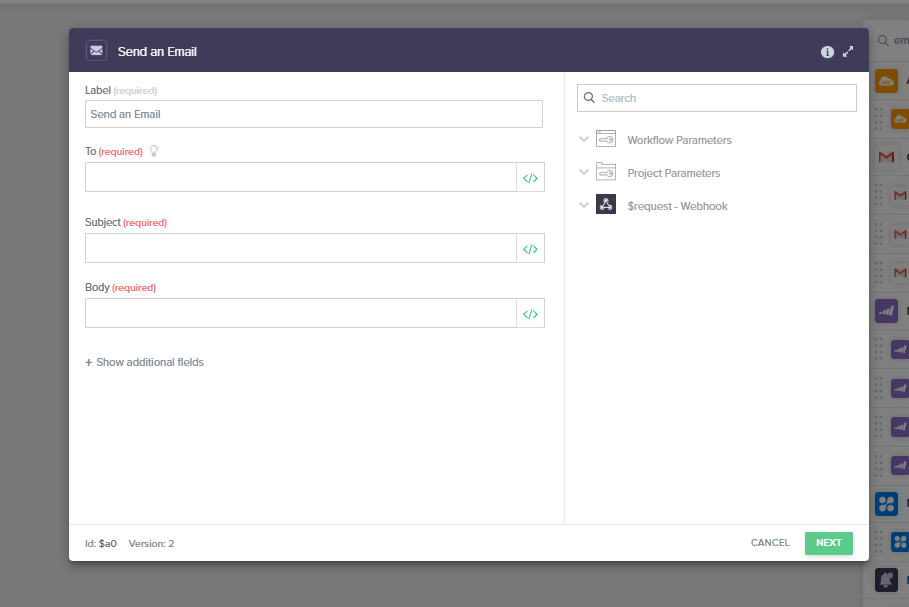 Send an Email
Label (required)
Send an Email
To (required)
</>
Subject (required)
</>
Body (required)
</>
+ Show additional fields
Search
Workflow Parameters
Project Parameters
$request - Webhook
Id: $a0 Version: 2
CANCEL
NEXT
em